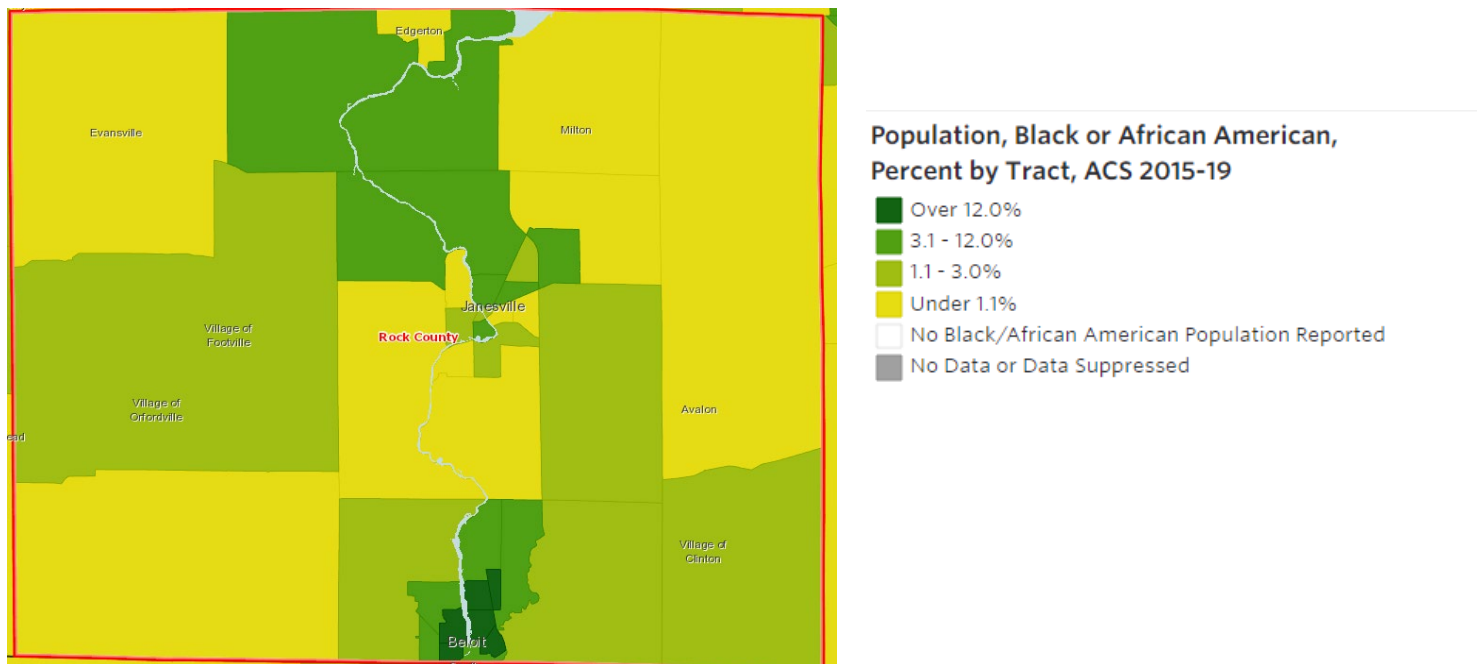 Edgerton
Evansville
Milton
Janesville
Village of
Footville
Rock County
Village of
Orfordville
Avalon
ead
Village of
Clinton
Beloit
Population, Black or African American,
Percent by Tract, ACS 2015-19
Over 12.0%
3.1 - 12.0%
1.1 - 3.0%
Under 1.1%
No Black/African American Population Reported
No Data or Data Suppressed